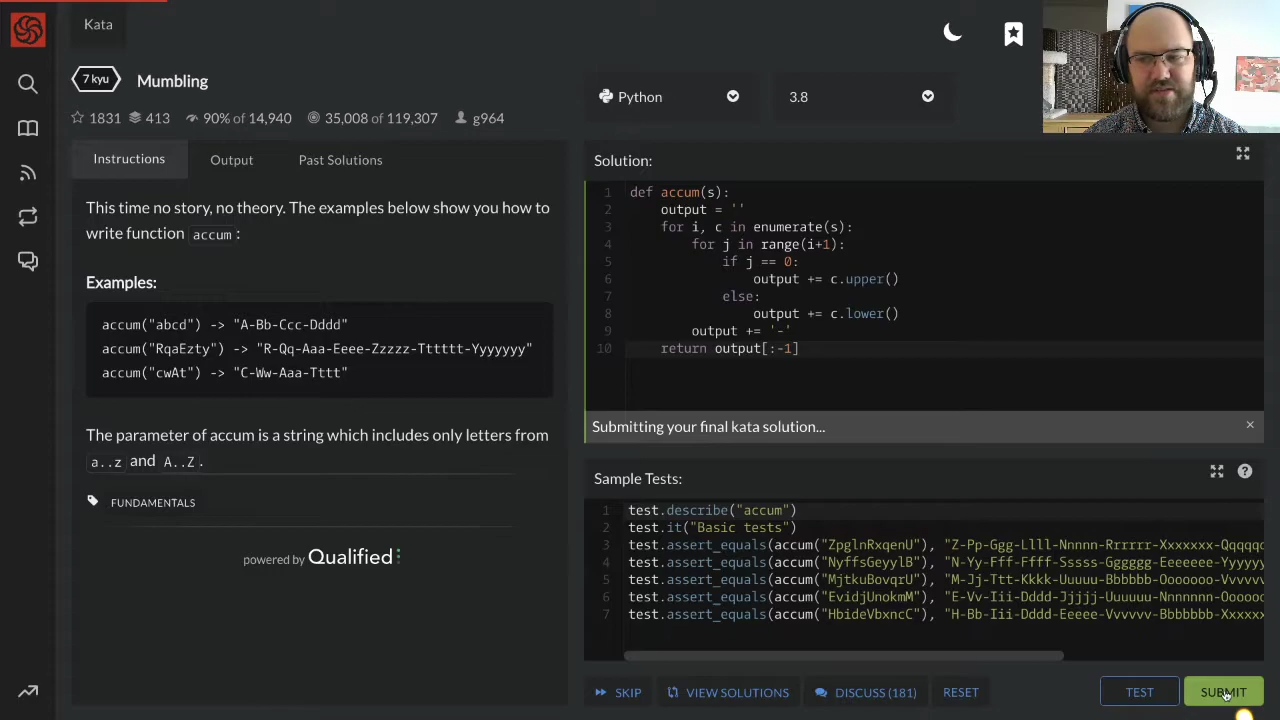 Kata
7 kyu
Mumbling
1831 413 90% of 14,940 35,008 of 119,307 g964
Python
3.8
Instructions
Output
Past Solutions
This time no story, no theory. The examples below show you how to
write function accum :
Examples:
accum("abcd") -> "A-Bb-Ccc-Dddd"
accum("RqaEzty") -> "R-Qq-Aaa-Eeee-Zzzzz-Tttttt-Yyyyyyy"
accum("cwAt") -> "C-Ww-Aaa-Tttt"
The parameter of accum is a string which includes only letters from
a..z and A..Z.
FUNDAMENTALS
powered by Qualified
Solution:
1 def accum(s):
2 output = ''
3 for i, c in enumerate(s):
4 for j in range(i+1):
5 if j == 0:
6 output += c.upper()
7 else:
8 output += c.lower()
9 output += '-'
10 return output[:-1]
Submitting your final kata solution...
×
Sample Tests:
1 test.describe("accum")
2 test.it("Basic tests")
3 test.assert_equals(accum("ZpglnRxqenU"), "Z-Pp-Ggg-Llll-Nnnnn-Rrrrrr-Xxxxxxx-Qqqqq
4 test.assert_equals(accum("NyffsGeyylB"), "N-Yy-Fff-Ffff-Sssss-Gggggg-Eeeeeee-Yyyyy
5 test.assert_equals(accum("MjtkuBovqrU"), "M-Jj-Ttt-Kkkk-Uuuuu-Bbbbbb-Ooooooo-Vvvvv
6 test.assert_equals(accum("EvidjUnokmM"), "E-Vv-Iii-Dddd-Jjjjj-Uuuuuu-Nnnnnnn-Ooooo
7 test.assert_equals(accum("HbideVbxncC"), "H-Bb-Iii-Dddd-Eeeee-Vvvvvv-Bbbbbbb-Xxxxx
SKIP
VIEW SOLUTIONS
DISCUSS (181)
RESET
TEST
SUBMIT